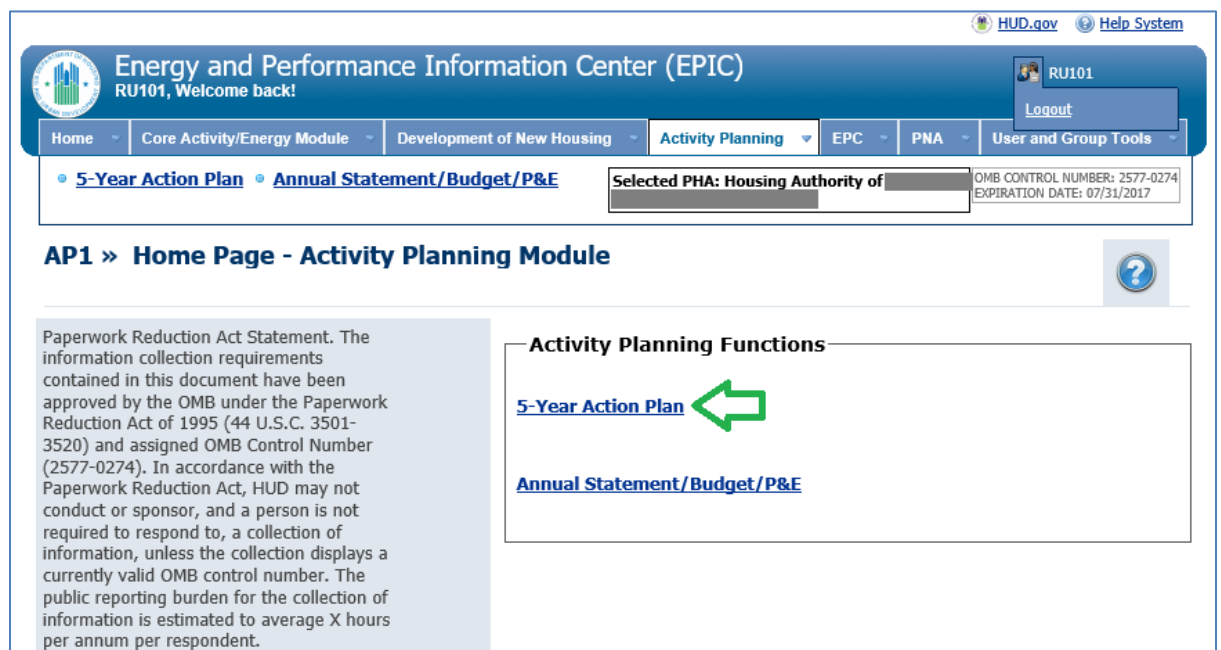 HUD.gov Help System
Energy and Performance Information Center (EPIC)
RU101, Welcome back!
RU101
Logout
Home Core Activity/Energy Module Development of New Housing Activity Planning EPC PNA User and Group Tools
5-Year Action Plan Annual Statement/Budget/P&E
Selected PHA: Housing Authority of
OMB CONTROL NUMBER: 2577-0274
EXPIRATION DATE: 07/31/2017
AP1 » Home Page - Activity Planning Module
Paperwork Reduction Act Statement. The
information collection requirements
contained in this document have been
approved by the OMB under the Paperwork
Reduction Act of 1995 (44 U.S.C. 3501-
3520) and assigned OMB Control Number
(2577-0274). In accordance with the
Paperwork Reduction Act, HUD may not
conduct or sponsor, and a person is not
required to respond to, a collection of
information, unless the collection displays a
currently valid OMB control number. The
public reporting burden for the collection of
information is estimated to average X hours
per annum per respondent.
Activity Planning Functions
5-Year Action Plan
Annual Statement/Budget/P&E